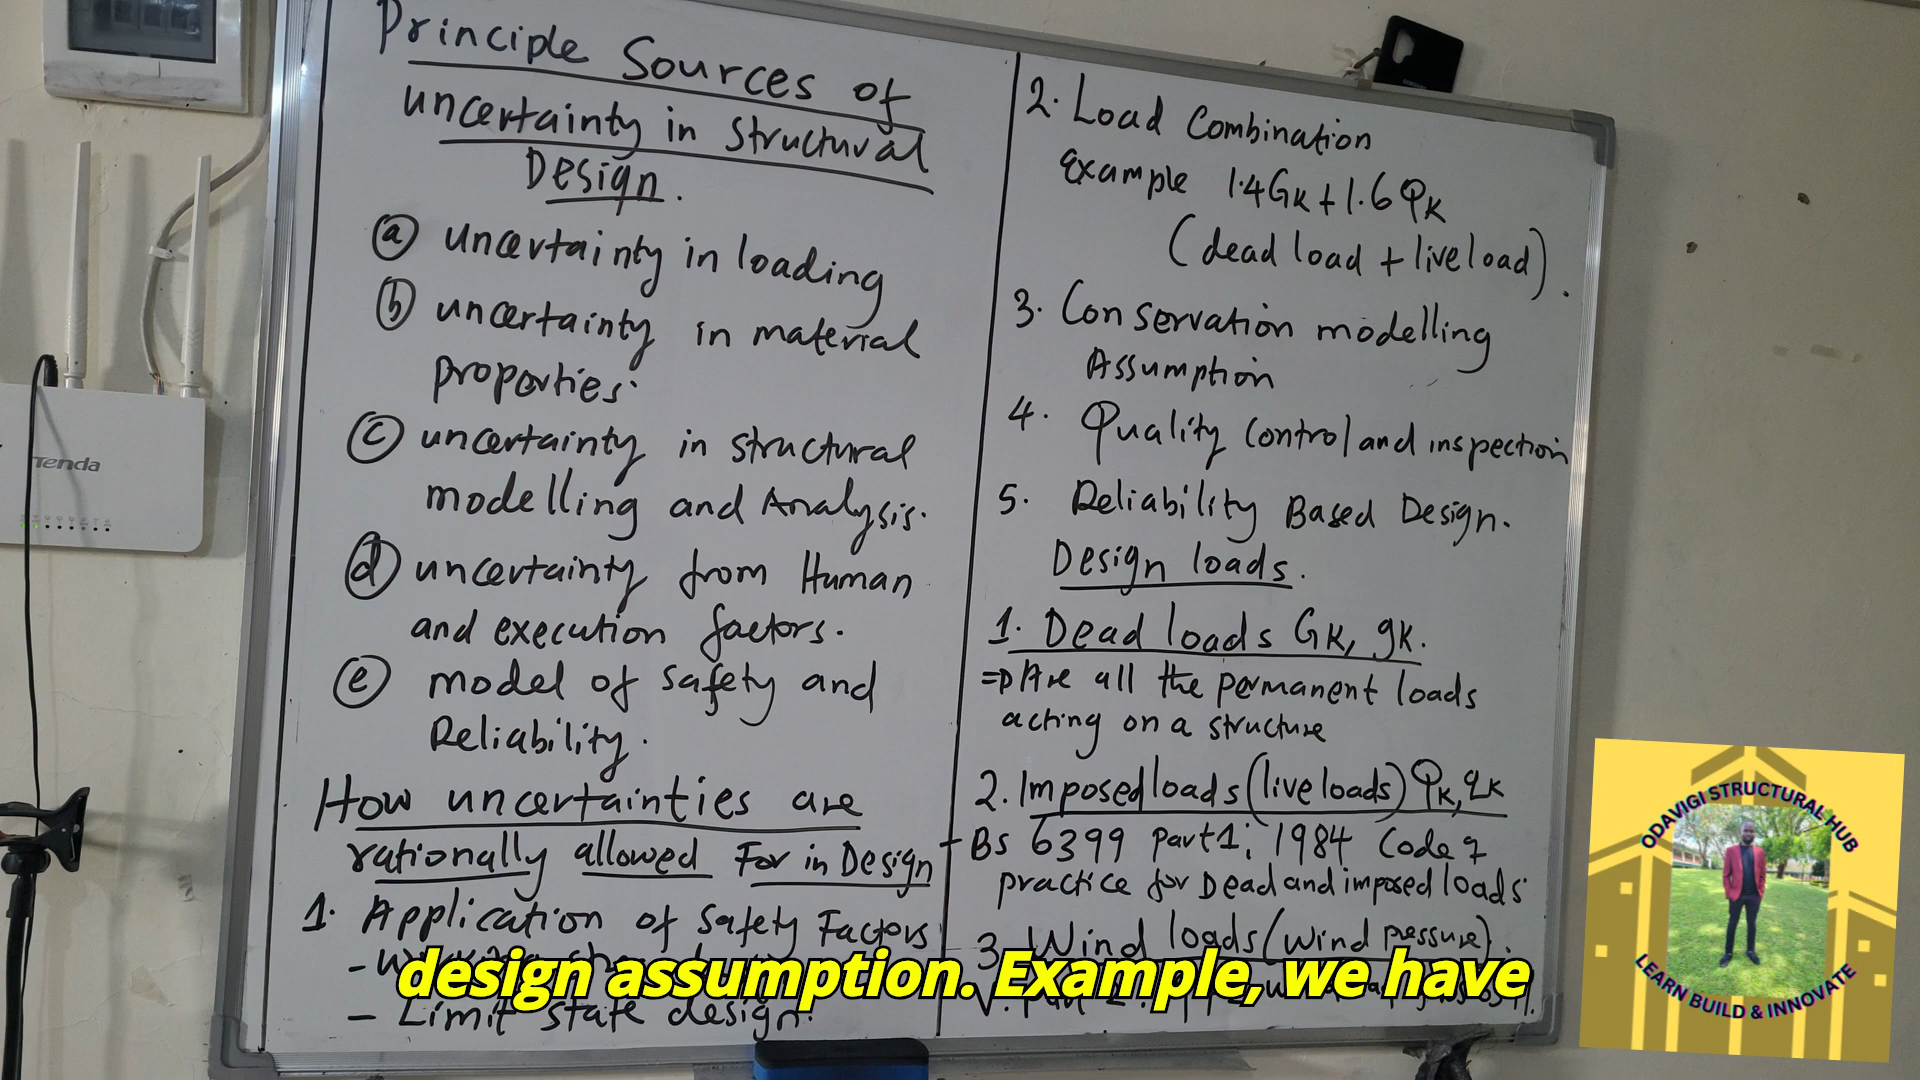 Principle Sources of
uncertainty in structural
Design.
(a) uncertainty in loading
(b) uncertainty in material
properties.
(c) uncertainty in structural
modelling and Analysis.
(d) uncertainty from Human
and execution factors.
(e) model of safety and
Reliability.
How uncertainties are
rationally allowed For in Design
1. Application of Safety Factors
- Limit state design.
2. Load Combination
Example 1.4GK + 1.6QK
(dead load + live load).
3. Conservation modelling
Assumption
4. Quality Control and inspection
5. Reliability Based Design.
Design loads.
1. Dead loads GK, gK.
=> Are all the permanent loads
acting on a structure
2. Imposed loads (live loads) QK, qK
- BS 6399 part 1; 1984 Code of
practice for Dead and imposed loads
3. Wind loads (wind pressure).
design assumption. Example, we have
Tenda
ODAVIGI STRUCTURAL HUB
LEARN BUILD & INNOVATE